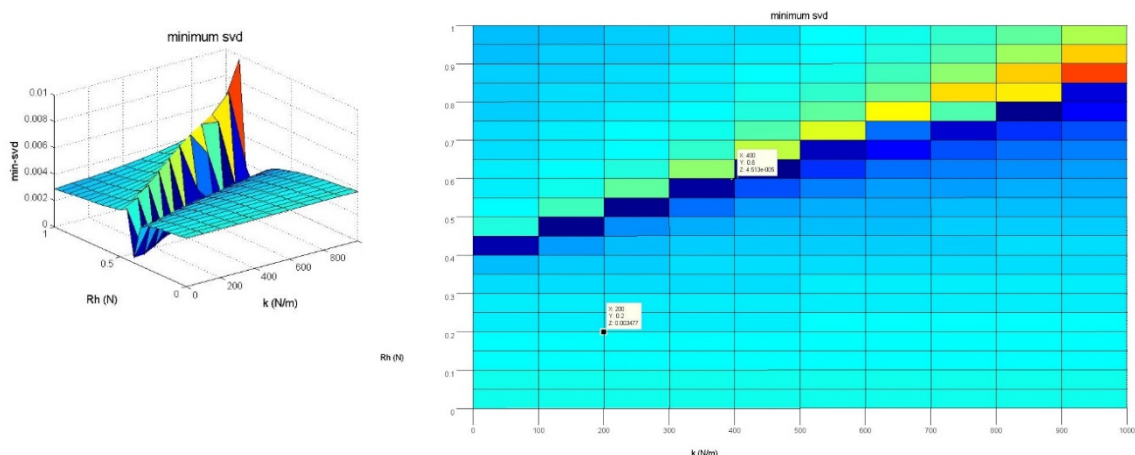 minimum svd
0.01
0.008
0.006
0.004
0.002
0
min-svd
1
0.5
0
Rh (N)
0
200
400
600
800
k (N/m)
minimum svd
1
0.9
0.8
0.7
0.6
0.5
0.4
0.3
0.2
0.1
0
Rh (N)
X: 400
Y: 0.6
Z: 4.513e-005
X: 200
Y: 0.2
Z: 0.003477
0 100 200 300 400 500 600 700 800 900 1000
k (N/m)